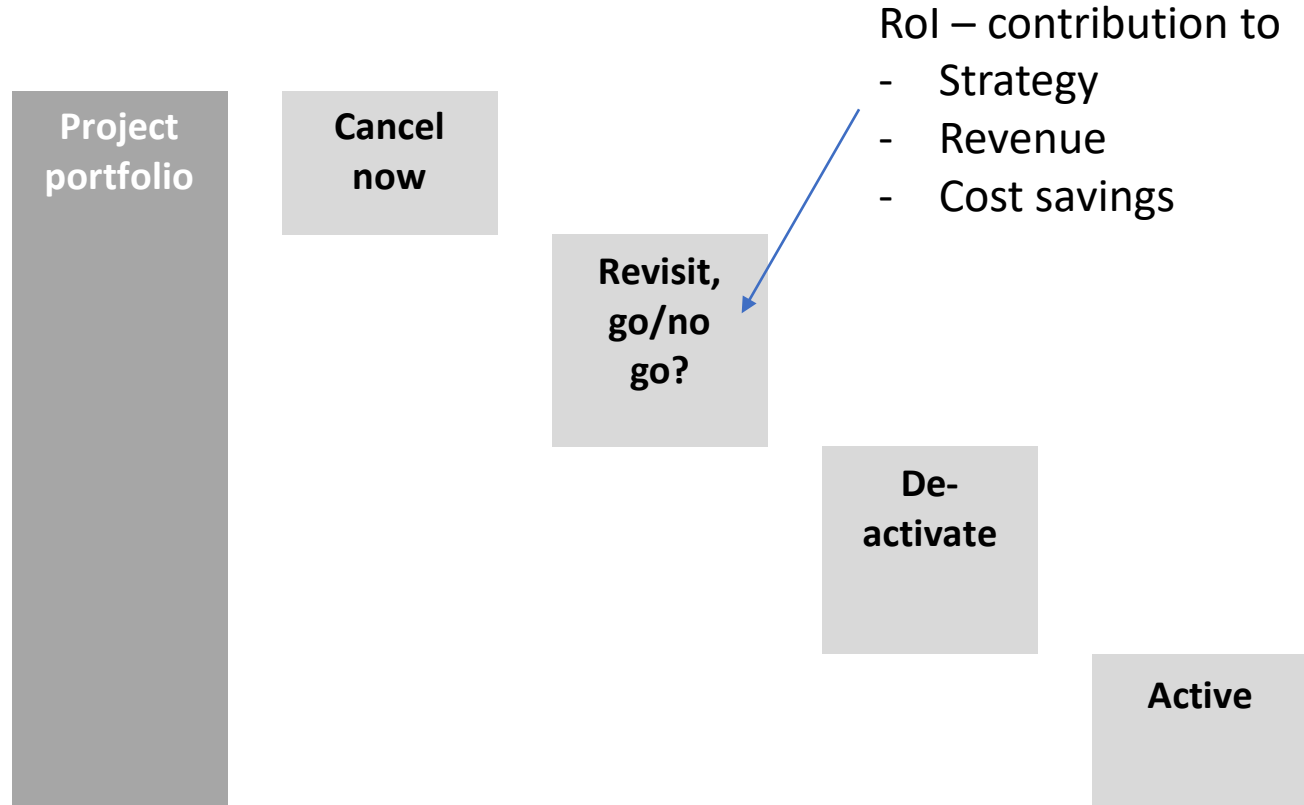 RoI – contribution to
- Strategy
- Revenue
- Cost savings
Project
portfolio
Cancel
now
Revisit,
go/no
go?
De-
activate
Active